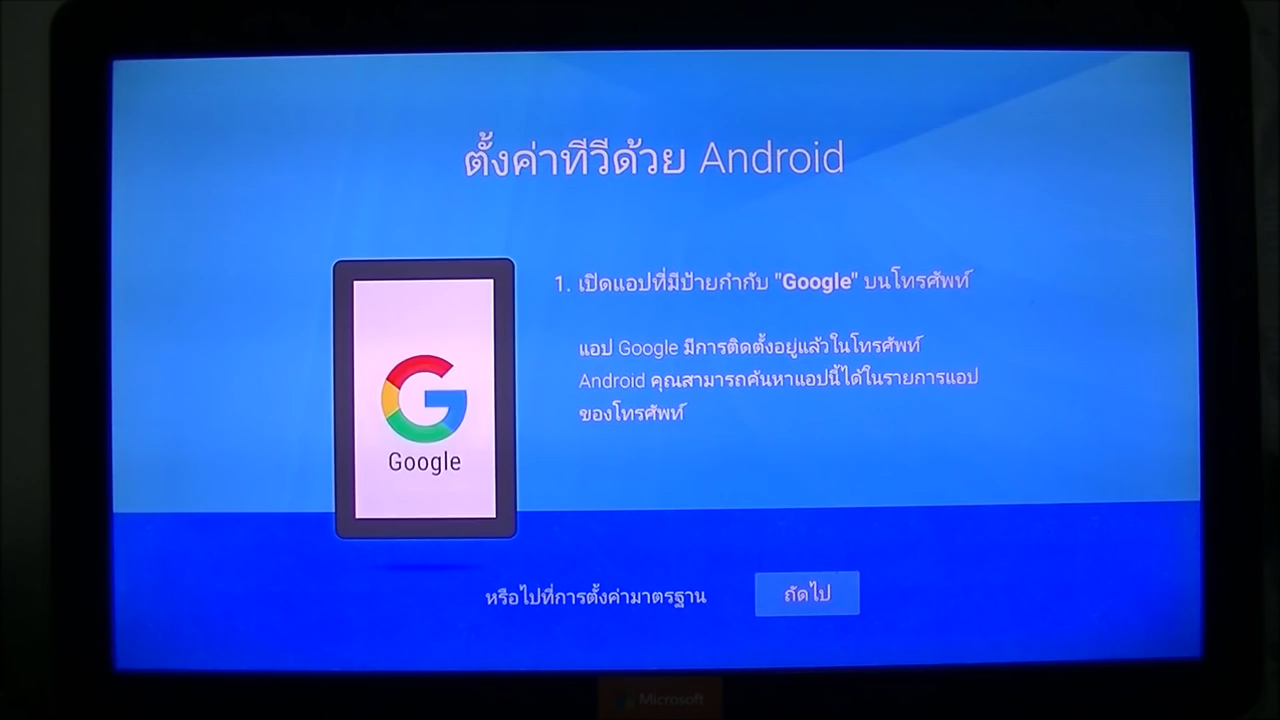 ตั้งค่าทีวีด้วย Android
1. เปิดแอปที่มีป้ายกำกับ "Google" บนโทรศัพท์
แอป Google มีการติดตั้งอยู่แล้วในโทรศัพท์
Android คุณสามารถค้นหาแอปนี้ได้ในรายการแอป
ของโทรศัพท์
Google
หรือไปที่การตั้งค่ามาตรฐาน
ถัดไป
Microsoft